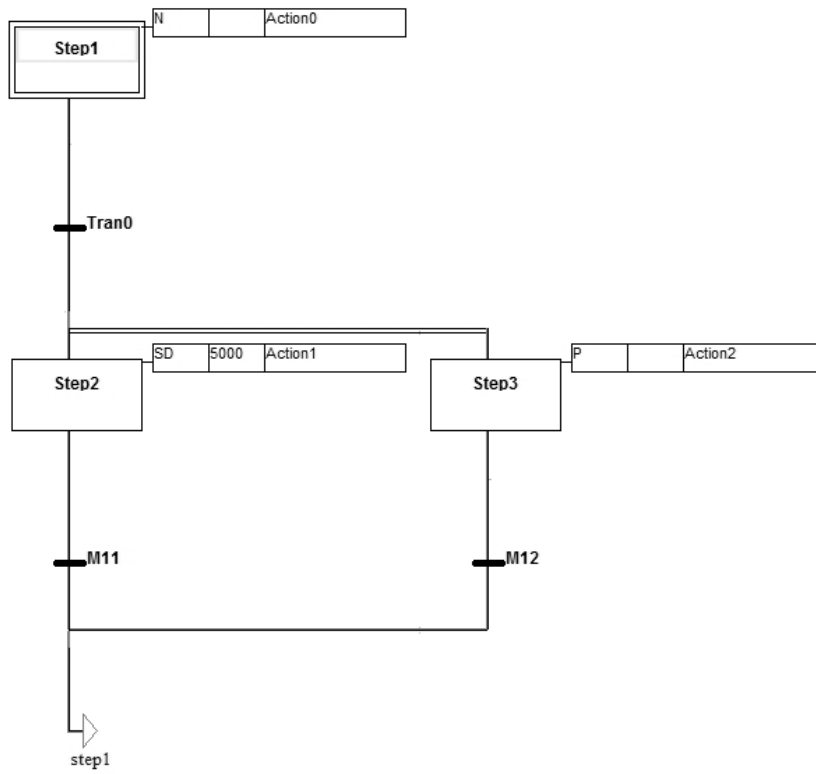 N Action0
Step1
Tran0
SD 5000 Action1
P Action2
Step2
Step3
M11
M12
step1